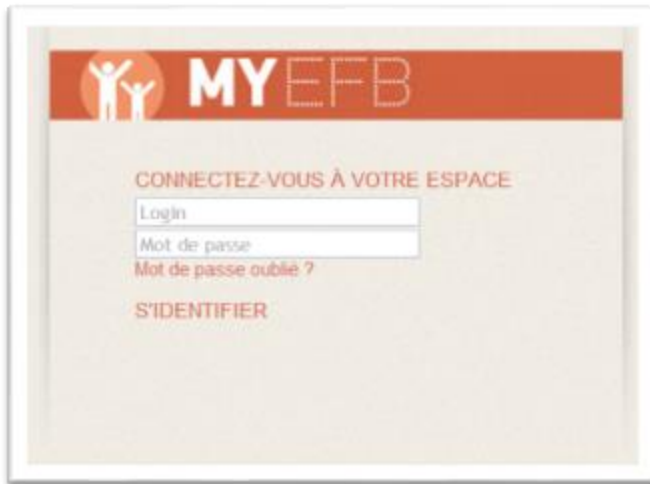 MYEFB
CONNECTEZ-VOUS À VOTRE ESPACE
Login
Mot de passe
Mot de passe oublié ?
S'IDENTIFIER